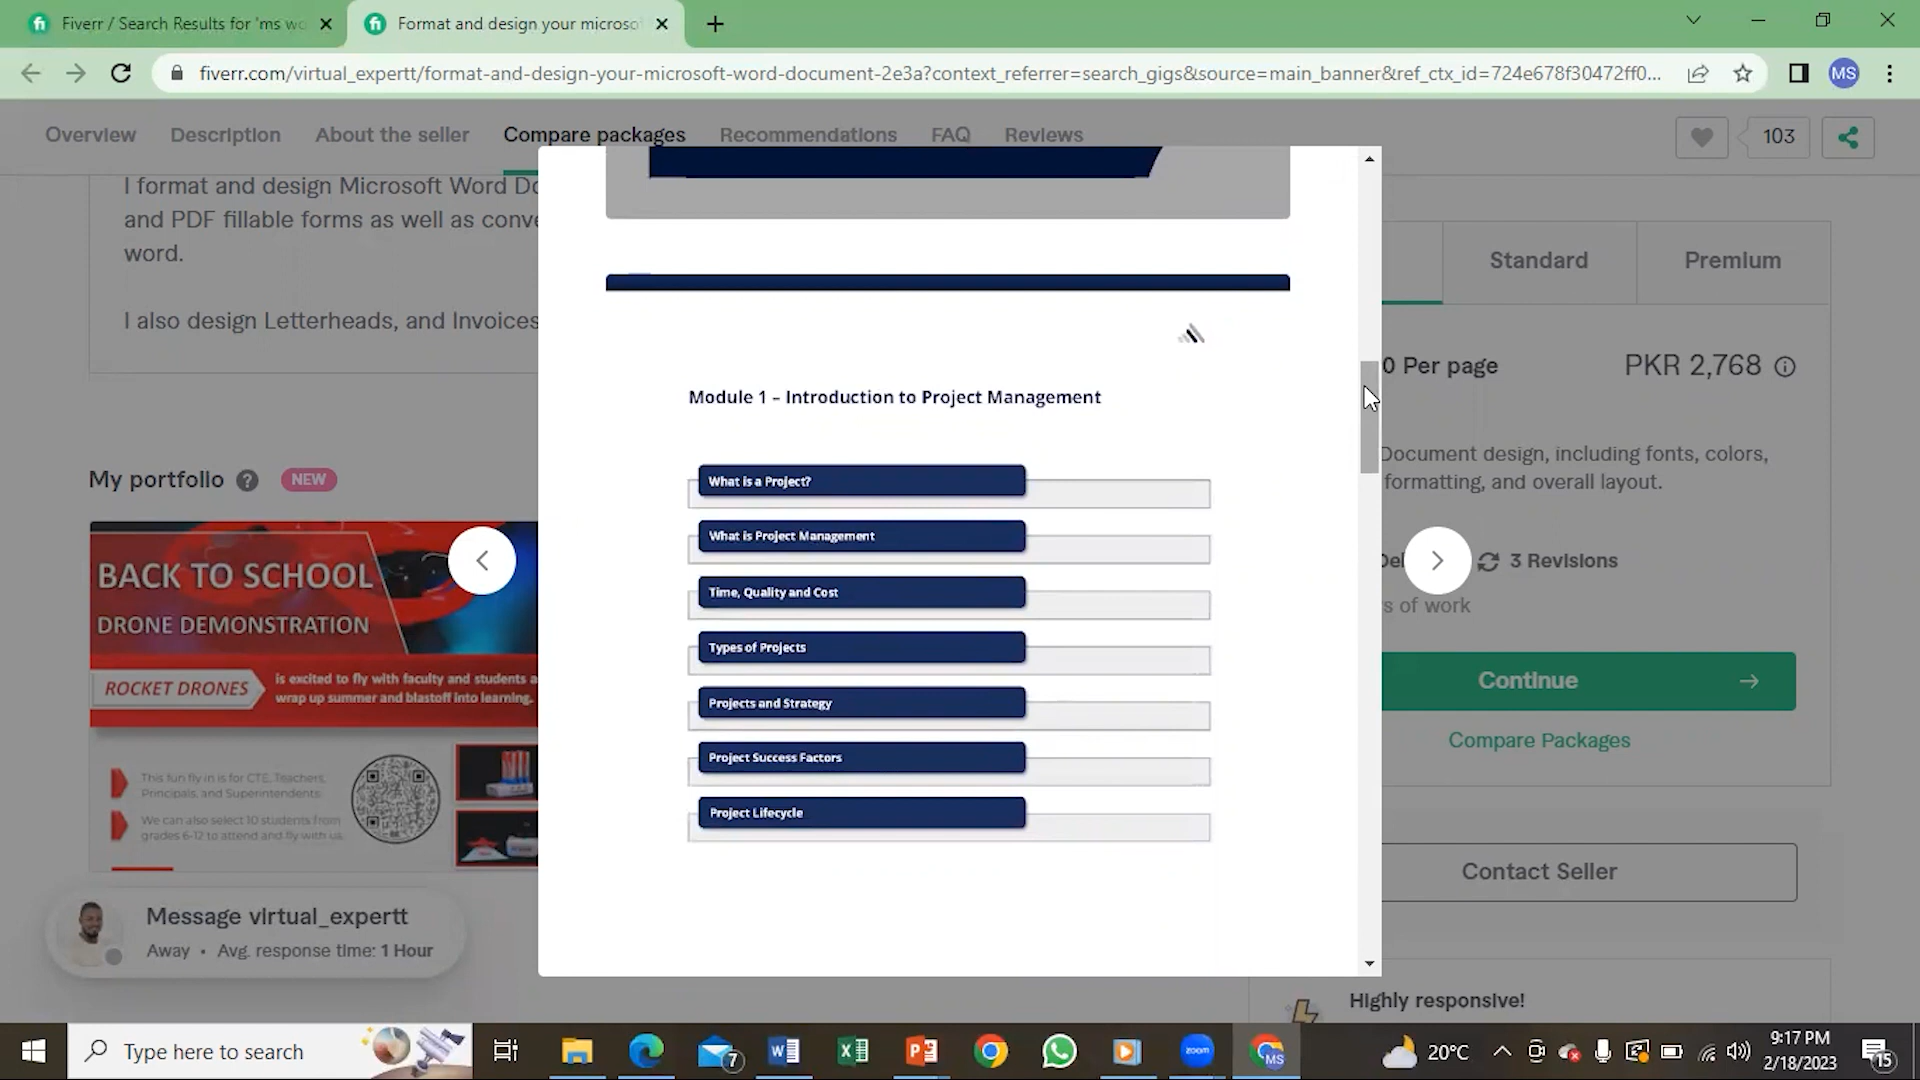 Fiverr / Search Results for 'ms wo
Format and design your microso
fiverr.com/virtual_expertt/format-and-design-your-microsoft-word-document-2e3a?context_referrer=search_gigs&source=main_banner&ref_ctx_id=724e678f30472ff0...
MS
Overview
Description
About the seller
Compare packages
Recommendations
FAQ
Reviews
103
I format and design Microsoft Word Do
and PDF fillable forms as well as conve
word.
I also design Letterheads, and Invoices
My portfolio
NEW
BACK TO SCHOOL
DRONE DEMONSTRATION
ROCKET DRONES
is excited to fly with faculty and students a
wrap up summer and blastoff into learning.
This fun fly in is for CTE, Teachers,
Principals, and Superintendents.
We can also select 10 students from
grades 6-12 to attend and fly with us.
Message virtual_expertt
Away • Avg. response time: 1 Hour
Module 1 – Introduction to Project Management
What is a Project?
What is Project Management
Time, Quality and Cost
Types of Projects
Projects and Strategy
Project Success Factors
Project Lifecycle
Standard
Premium
0 Per page
PKR 2,768
Document design, including fonts, colors,
formatting, and overall layout.
Del
3 Revisions
s of work
Continue
Compare Packages
Contact Seller
Highly responsive!
Type here to search
7
zoom
MS
20°C
9:17 PM
2/18/2023
15